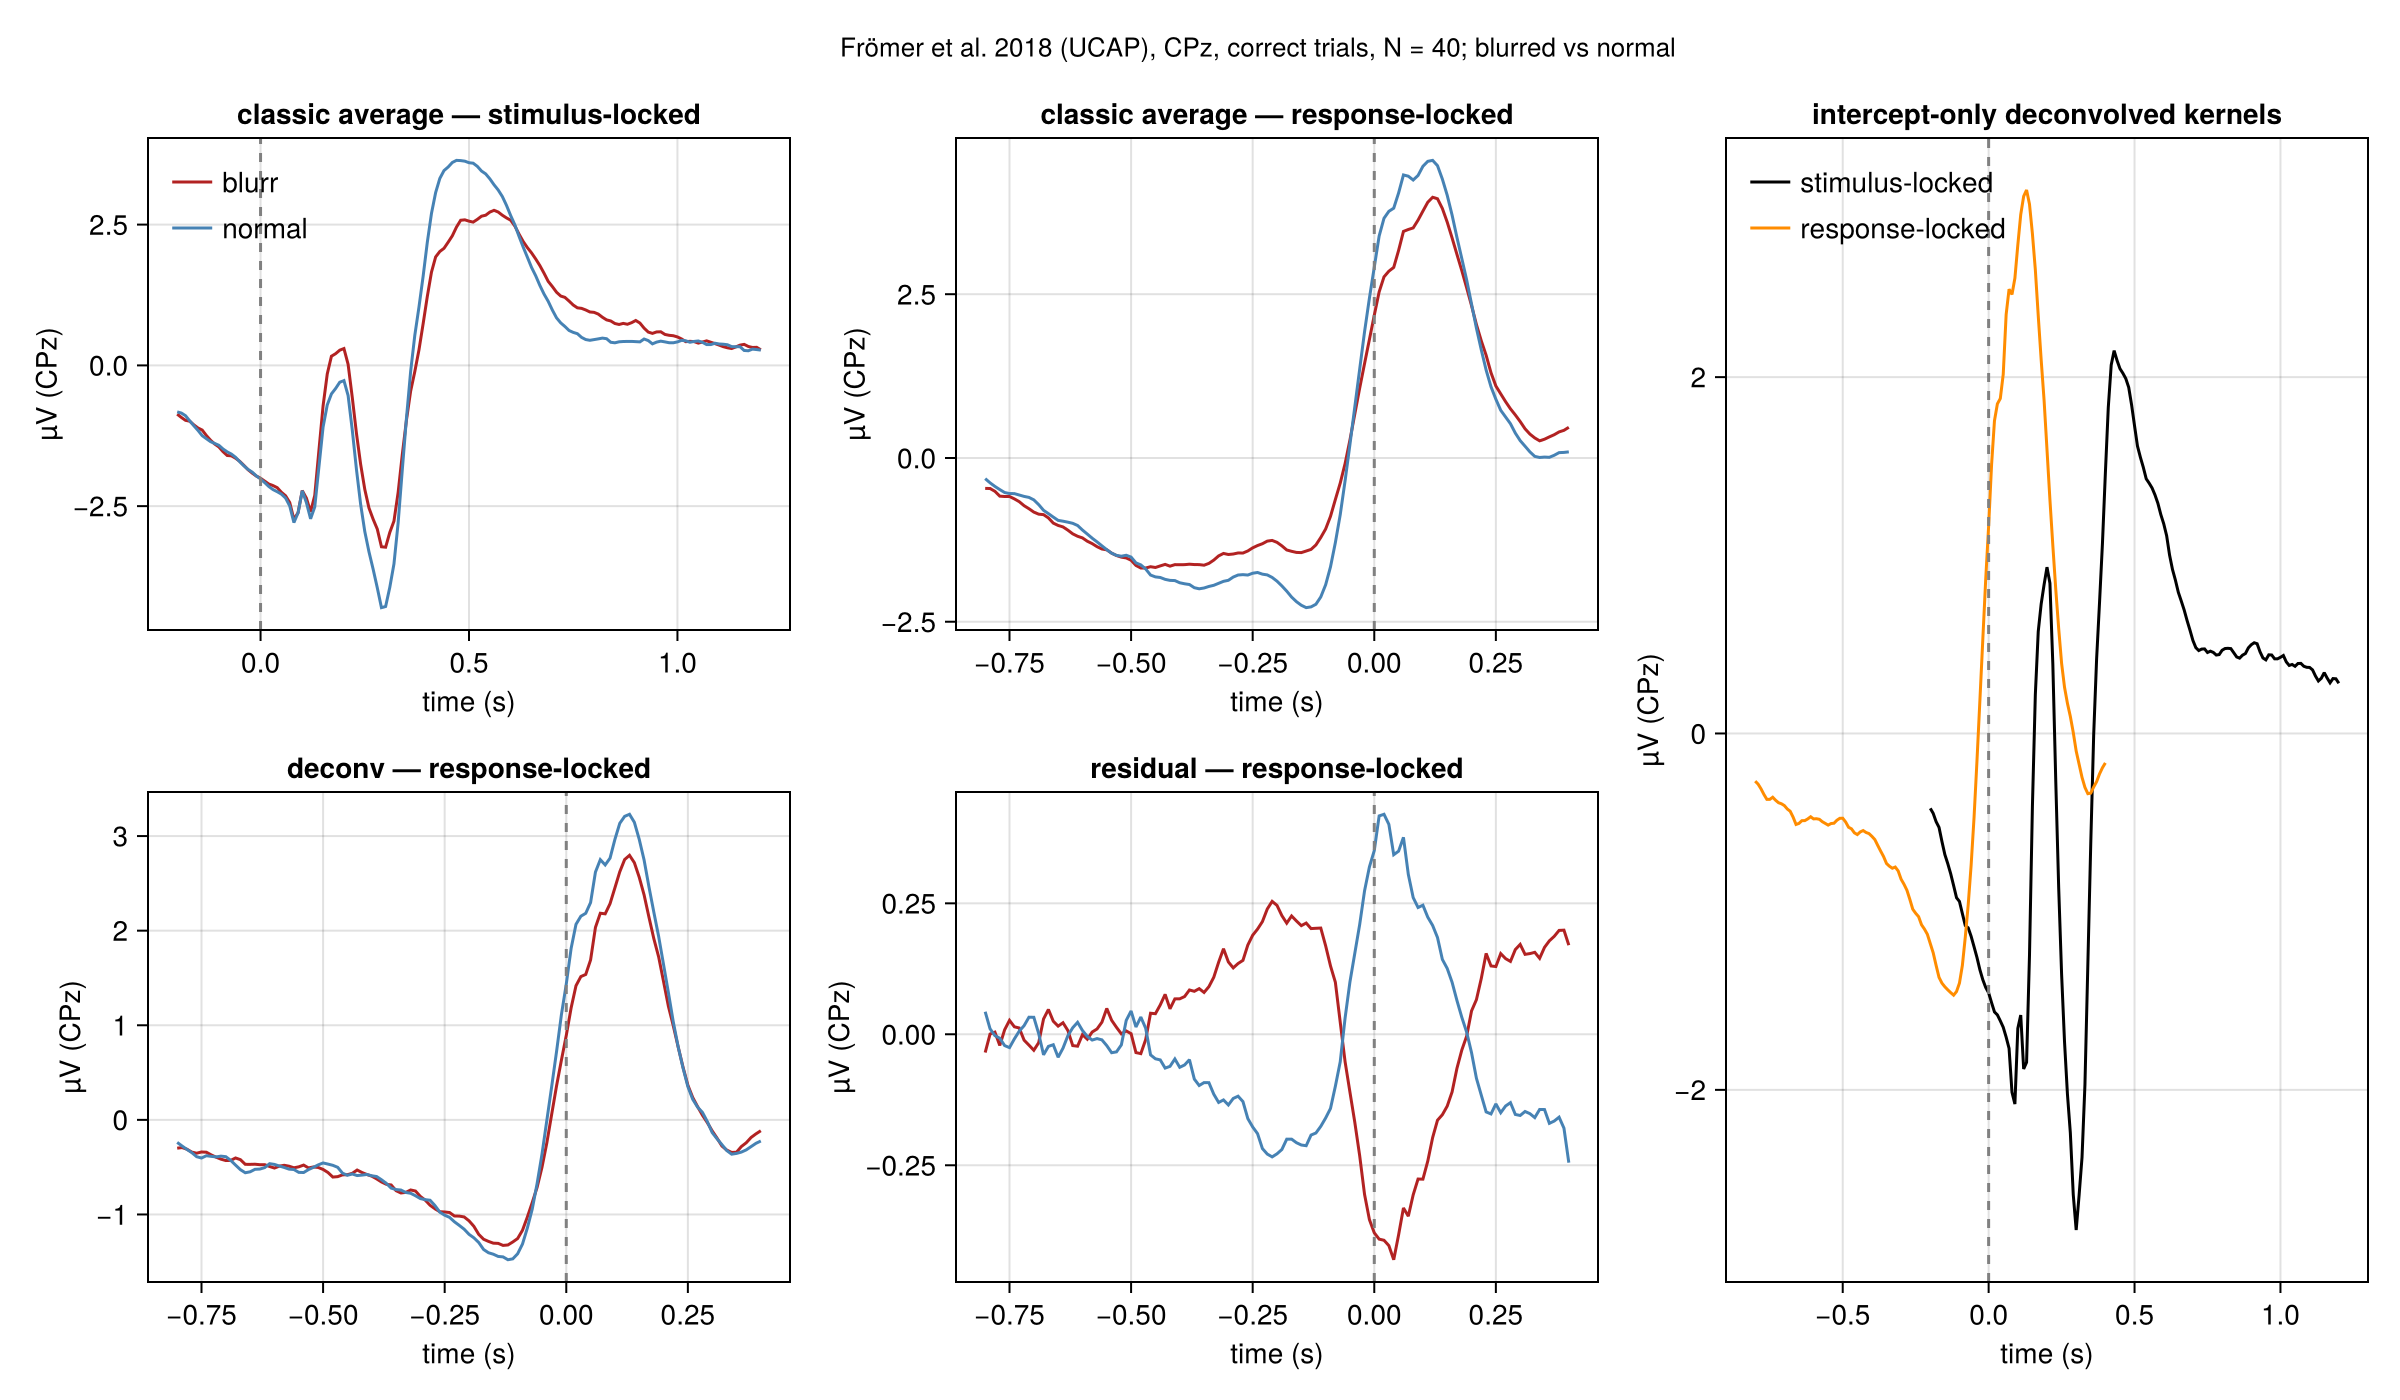 Frömer et al. 2018 (UCAP), CPz, correct trials, N = 40; blurred vs normal
classic average — stimulus-locked
blurr
normal
2.5
0.0
−2.5
µV (CPz)
0.0 0.5 1.0
time (s)
classic average — response-locked
2.5
0.0
−2.5
µV (CPz)
−0.75 −0.50 −0.25 0.00 0.25
time (s)
intercept-only deconvolved kernels
stimulus-locked
response-locked
2
0
−2
µV (CPz)
−0.5 0.0 0.5 1.0
time (s)
deconv — response-locked
3
2
1
0
−1
µV (CPz)
−0.75 −0.50 −0.25 0.00 0.25
time (s)
residual — response-locked
0.25
0.00
−0.25
µV (CPz)
−0.75 −0.50 −0.25 0.00 0.25
time (s)